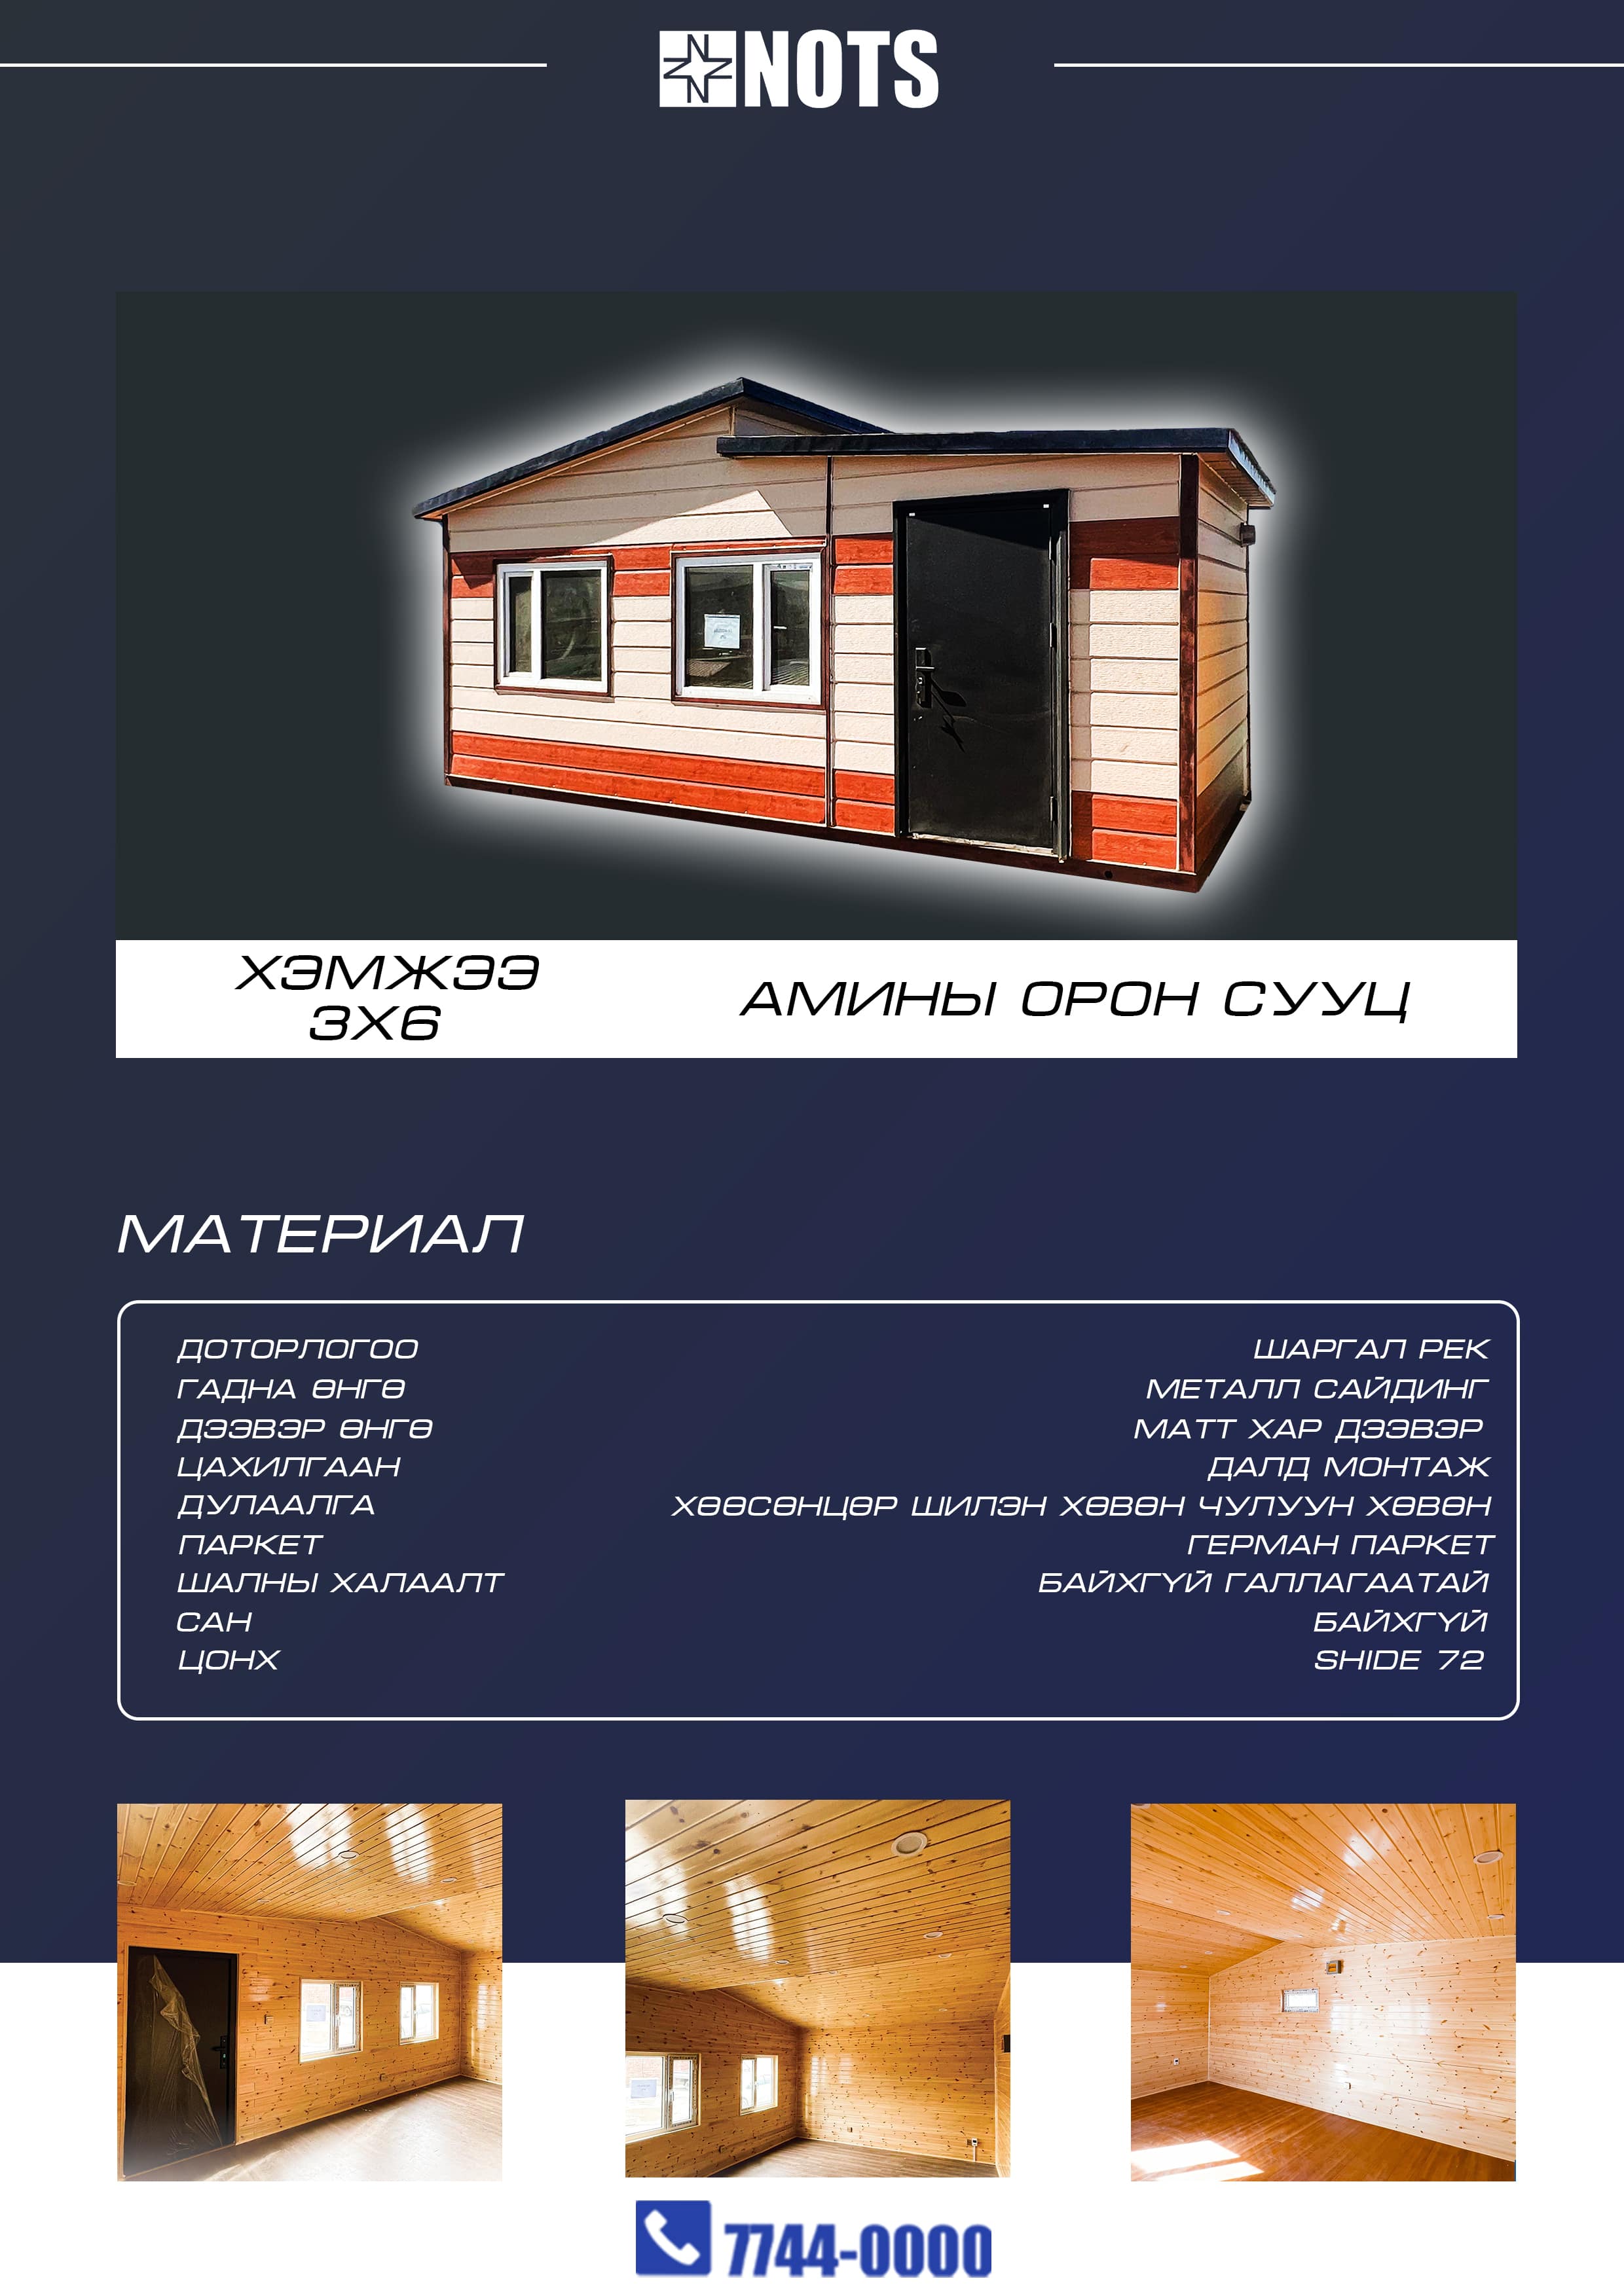 NOTS
ХЭМЖЭЭ
3X6
АМИНЫ ОРОН СУУЦ
МАТЕРИАЛ
ДОТОРЛОГОО ШАРГАЛ РЕК
ГАДНА ӨНГӨ МЕТАЛЛ САЙДИНГ
ДЭЭВЭР ӨНГӨ МАТТ ХАР ДЭЭВЭР
ЦАХИЛГААН ДАЛД МОНТАЖ
ДУЛААЛГА ХӨӨСӨНЦӨР ШИЛЭН ХӨВӨН ЧУЛУУН ХӨВӨН
ПАРКЕТ ГЕРМАН ПАРКЕТ
ШАЛНЫ ХАЛААЛТ БАЙХГҮЙ ГАЛЛАГААТАЙ
САН БАЙХГҮЙ
ЦОНХ SHIDE 72
7744-0000